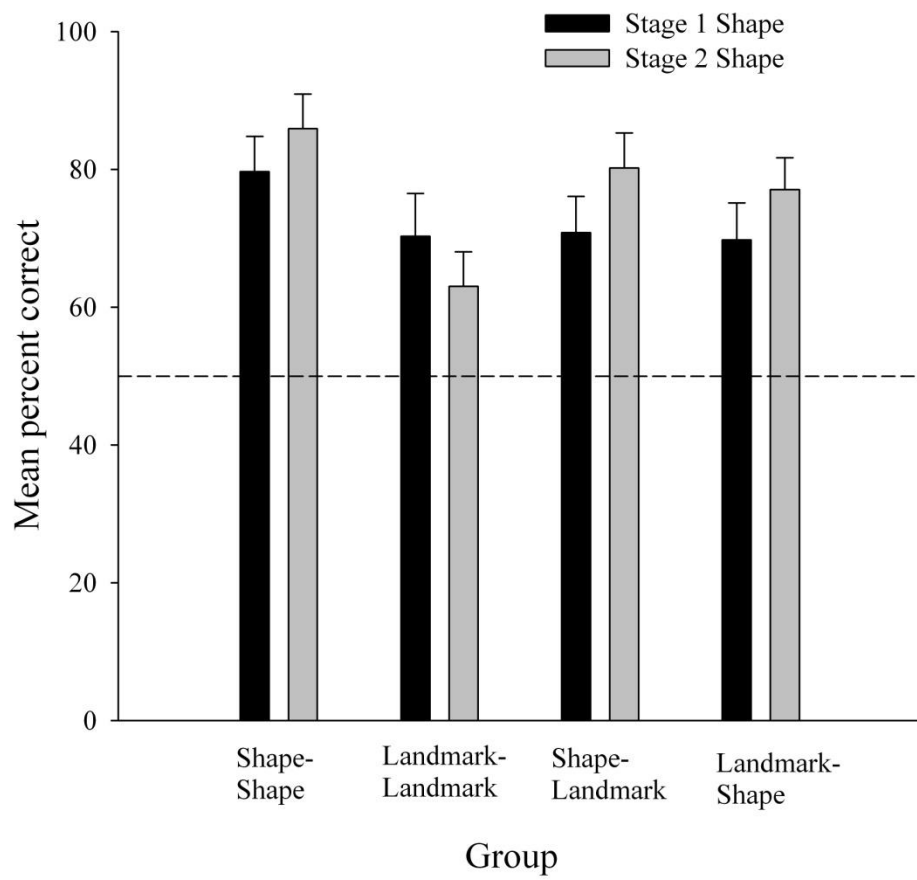 100
80
60
40
20
0
Mean percent correct
Stage 1 Shape
Stage 2 Shape
Shape-
Shape
Landmark-
Landmark
Shape-
Landmark
Landmark-
Shape
Group